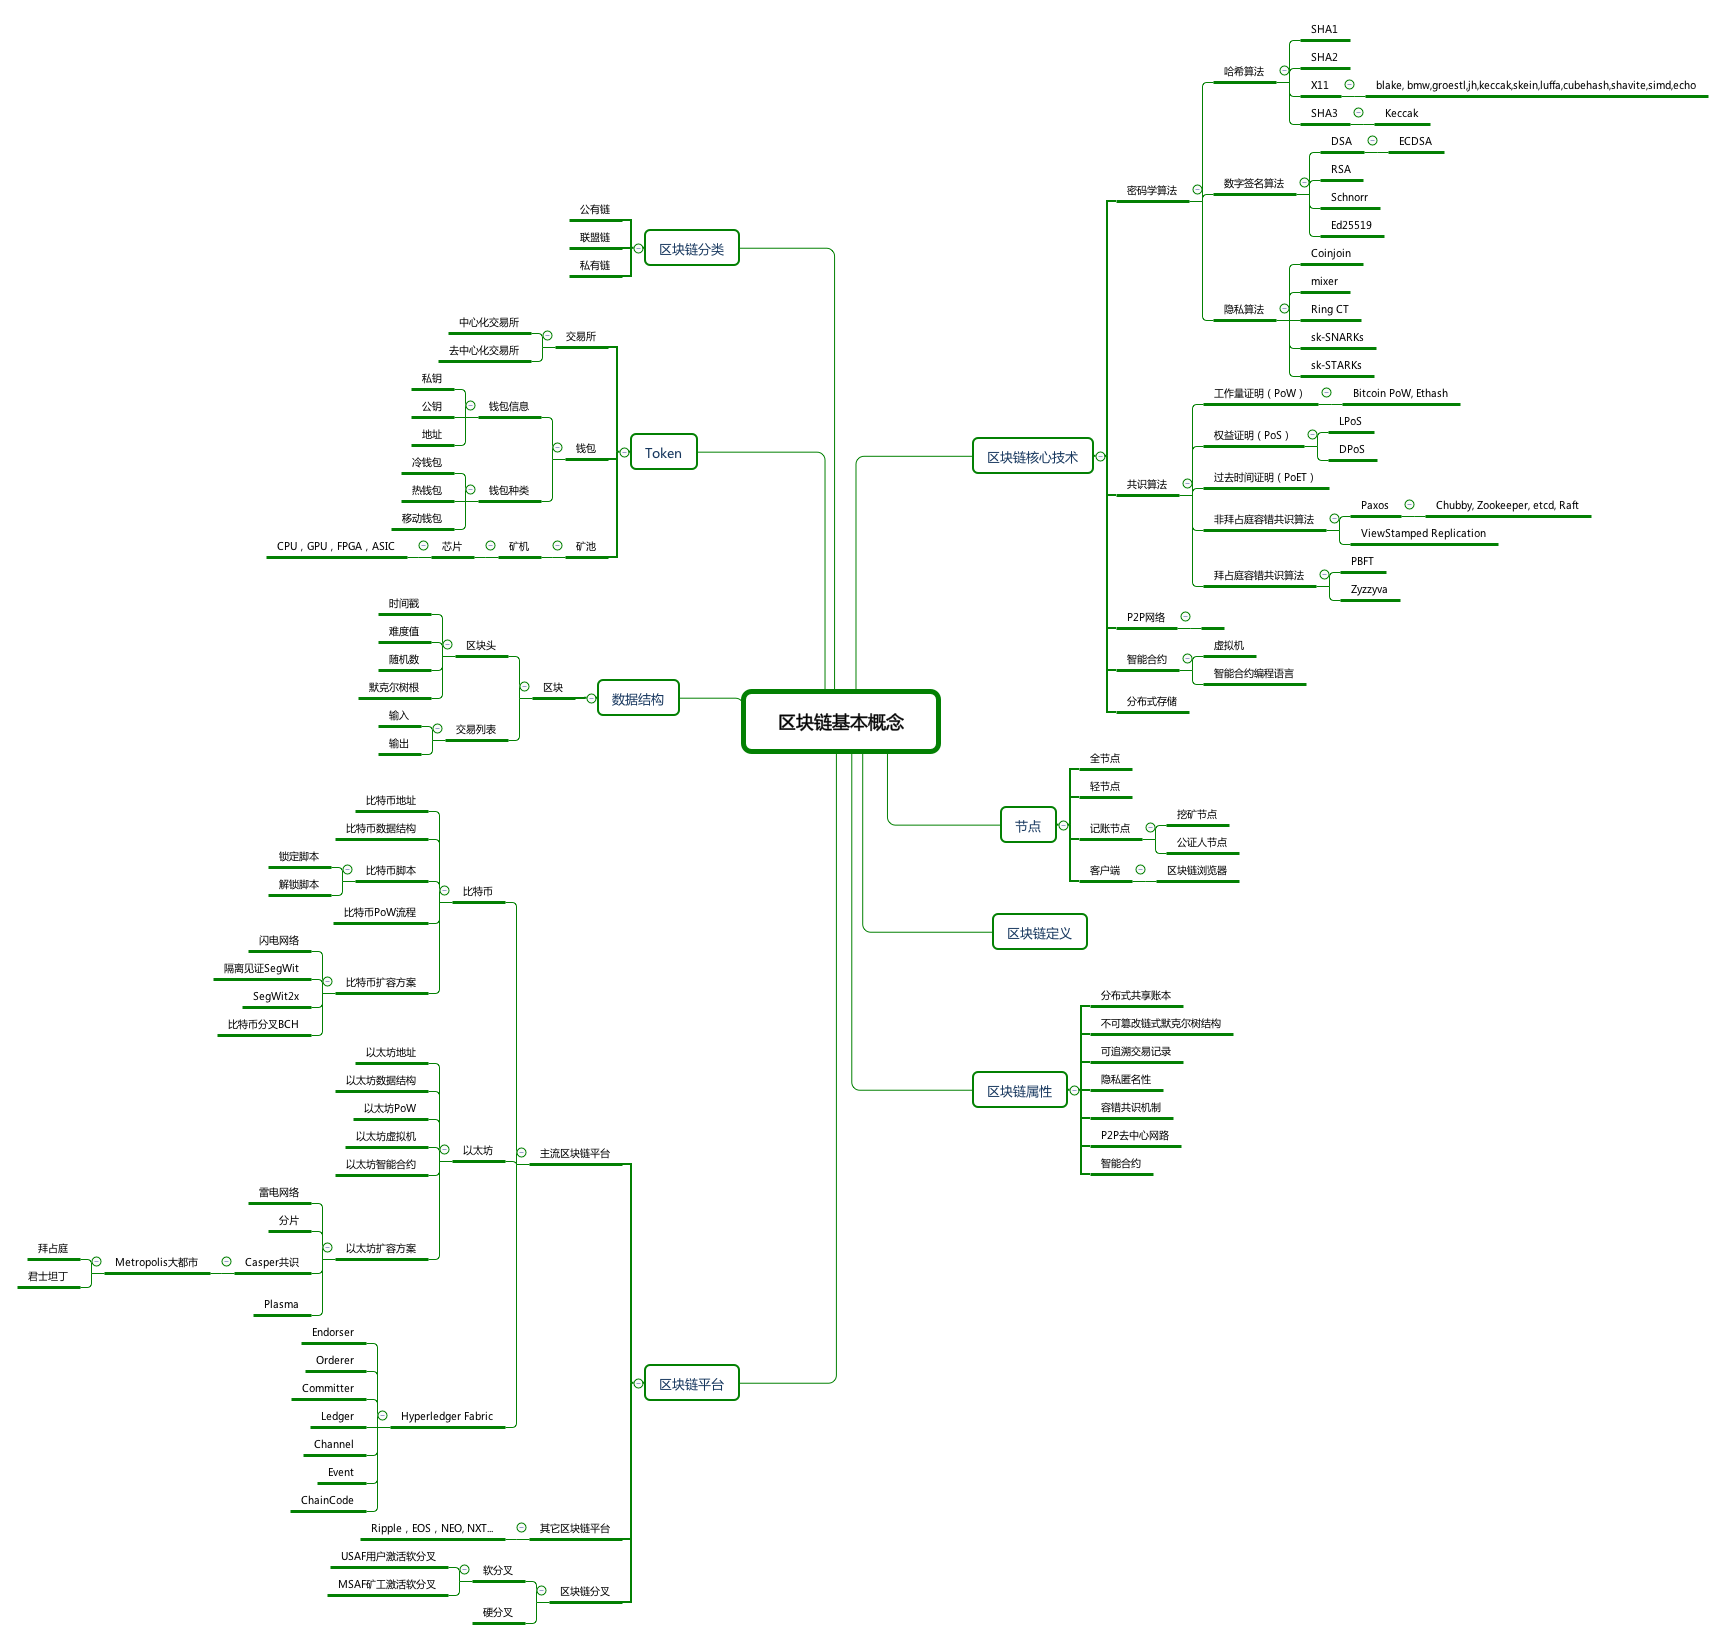 区块链基本概念
区块链核心技术
密码学算法
哈希算法
SHA1
SHA2
X11
blake, bmw,groestl,jh,keccak,skein,luffa,cubehash,shavite,simd,echo
SHA3
Keccak
数字签名算法
DSA
ECDSA
RSA
Schnorr
Ed25519
隐私算法
Coinjoin
mixer
Ring CT
sk-SNARKs
sk-STARKs
共识算法
工作量证明（PoW）
Bitcoin PoW, Ethash
权益证明（PoS）
LPoS
DPoS
过去时间证明（PoET）
非拜占庭容错共识算法
Paxos
Chubby, Zookeeper, etcd, Raft
ViewStamped Replication
拜占庭容错共识算法
PBFT
Zyzzyva
P2P网络
智能合约
虚拟机
智能合约编程语言
分布式存储
节点
全节点
轻节点
记账节点
挖矿节点
公证人节点
客户端
区块链浏览器
区块链定义
区块链属性
分布式共享账本
不可篡改链式默克尔树结构
可追溯交易记录
隐私匿名性
容错共识机制
P2P去中心网路
智能合约
区块链分类
公有链
联盟链
私有链
Token
交易所
中心化交易所
去中心化交易所
钱包
钱包信息
私钥
公钥
地址
钱包种类
冷钱包
热钱包
移动钱包
矿池
矿机
芯片
CPU，GPU，FPGA，ASIC
数据结构
区块
区块头
时间戳
难度值
随机数
默克尔树根
交易列表
输入
输出
区块链平台
主流区块链平台
比特币
比特币地址
比特币数据结构
比特币脚本
锁定脚本
解锁脚本
比特币PoW流程
比特币扩容方案
闪电网络
隔离见证SegWit
SegWit2x
比特币分叉BCH
以太坊
以太坊地址
以太坊数据结构
以太坊PoW
以太坊虚拟机
以太坊智能合约
以太坊扩容方案
雷电网络
分片
Casper共识
Metropolis大都市
拜占庭
君士坦丁
Plasma
Hyperledger Fabric
Endorser
Orderer
Committer
Ledger
Channel
Event
ChainCode
其它区块链平台
Ripple，EOS，NEO, NXT...
区块链分叉
软分叉
USAF用户激活软分叉
MSAF矿工激活软分叉
硬分叉